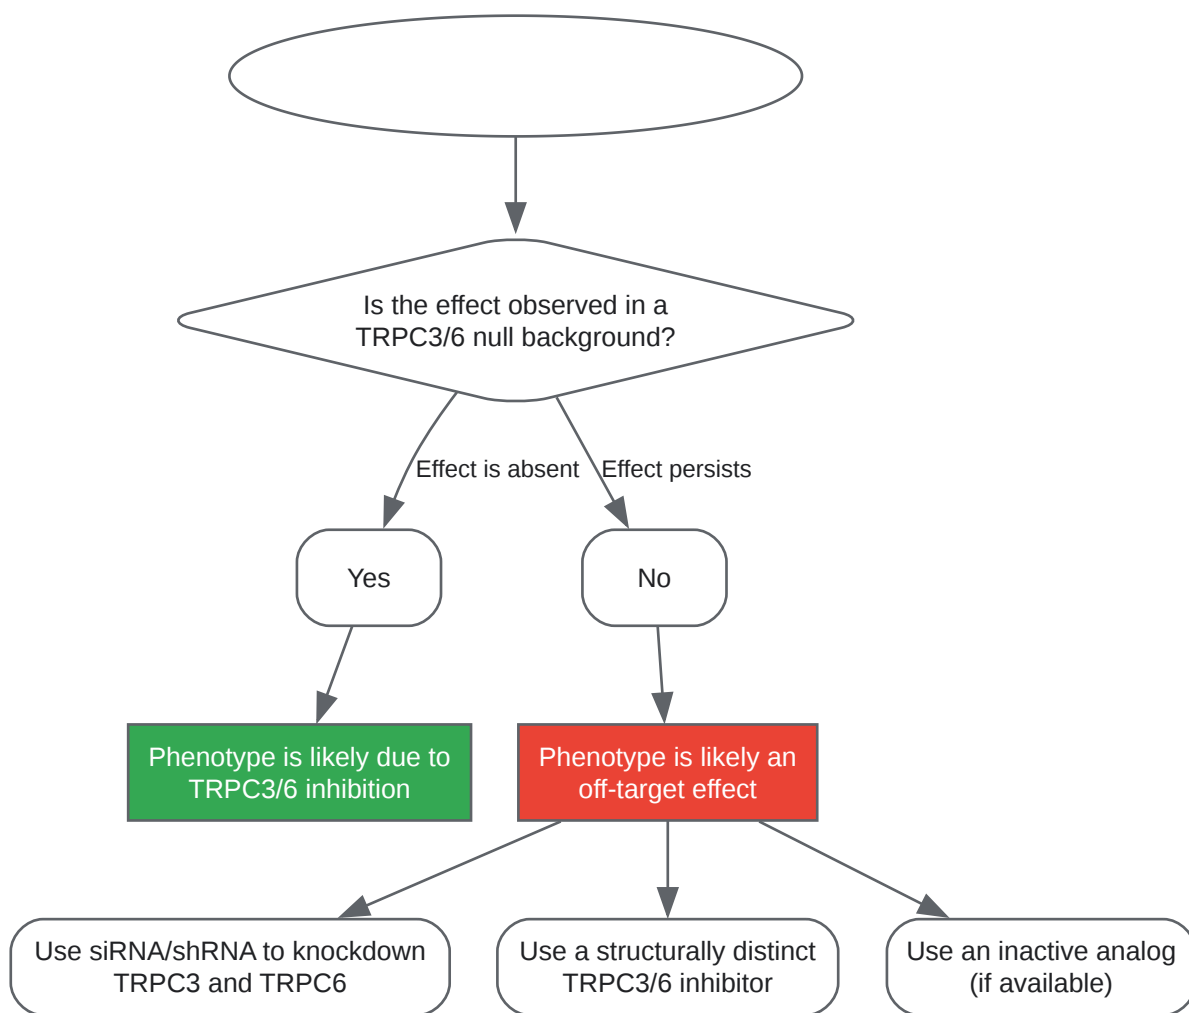 Is the effect observed in a
TRPC3/6 null background?
Effect is absent
Effect persists
Yes
No
Phenotype is likely due to
TRPC3/6 inhibition
Phenotype is likely an
off-target effect
Use siRNA/shRNA to knockdown
TRPC3 and TRPC6
Use a structurally distinct
TRPC3/6 inhibitor
Use an inactive analog
(if available)